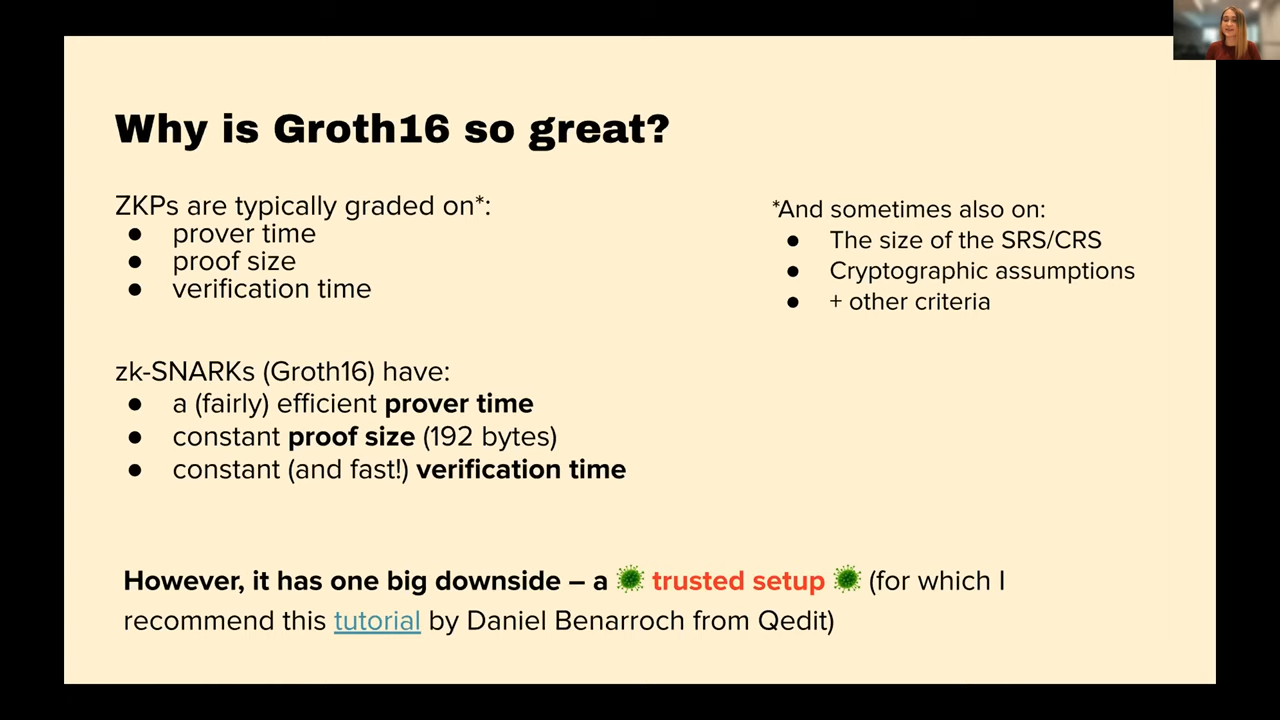 Why is Groth16 so great?
ZKPs are typically graded on*:
● prover time
● proof size
● verification time
*And sometimes also on:
● The size of the SRS/CRS
● Cryptographic assumptions
● + other criteria
zk-SNARKs (Groth16) have:
● a (fairly) efficient prover time
● constant proof size (192 bytes)
● constant (and fast!) verification time
However, it has one big downside – a 🦠 trusted setup 🦠 (for which I
recommend this tutorial by Daniel Benarroch from Qedit)